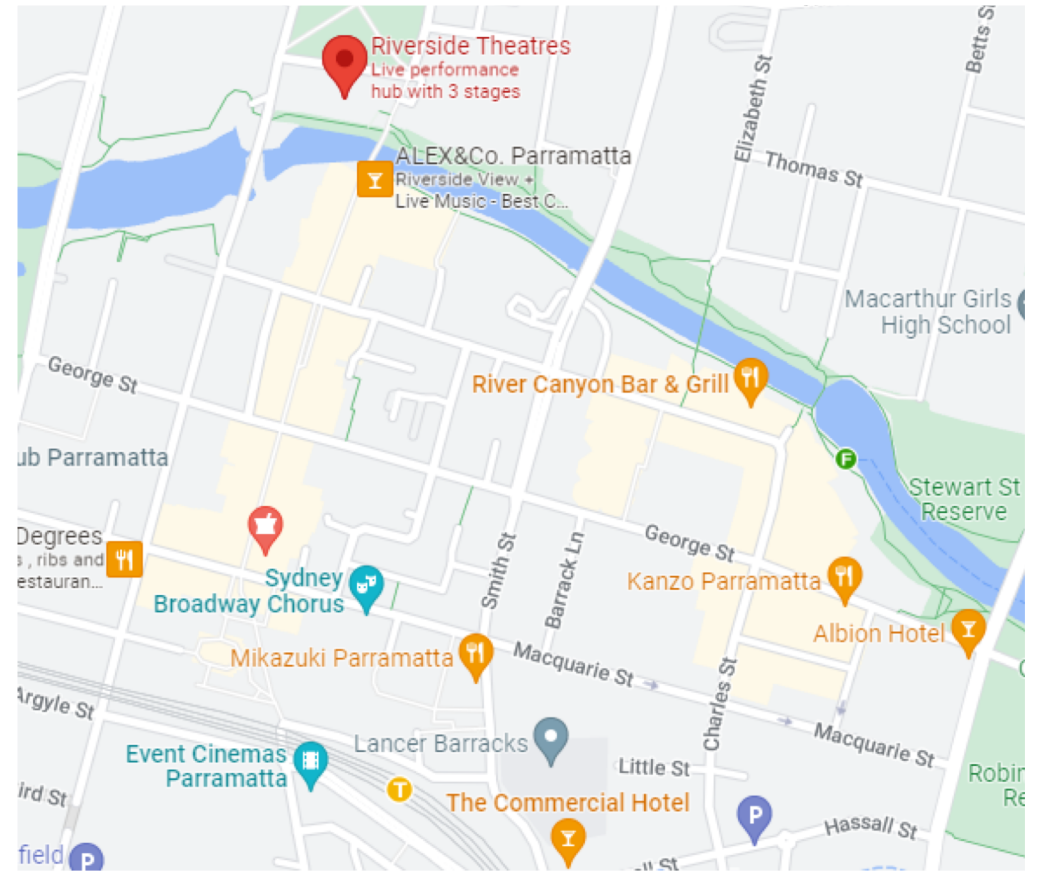 Riverside Theatres
Live performance
hub with 3 stages
Betts S
Elizabeth St
ALEX&Co. Parramatta
Riverside View +
Live Music - Best C...
Thomas St
Macarthur Girls
High School
George St
River Canyon Bar & Grill
ub Parramatta
F
Stewart St
Reserve
Degrees
s , ribs and
estauran...
George St
Smith St
Barrack Ln
Sydney
Broadway Chorus
Kanzo Parramatta
Albion Hotel
Mikazuki Parramatta
Macquarie St
Charles St
Argyle St
Macquarie St
Event Cinemas
Parramatta
Lancer Barracks
Little St
Robin
Re
T
The Commercial Hotel
ird St
P
Hassall St
field
P
ll St